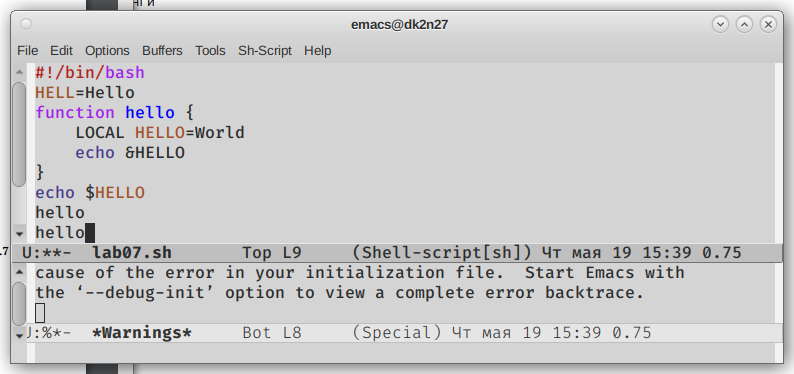 нги
emacs@dk2n27
File Edit Options Buffers Tools Sh-Script Help
#!/bin/bash
HELL=Hello
function hello {
    LOCAL HELLO=World
    echo &HELLO
}
echo $HELLO
hello
hello
U:**- lab07.sh Top L9 (Shell-script[sh]) Чт мая 19 15:39 0.75
cause of the error in your initialization file. Start Emacs with
the ‘--debug-init’ option to view a complete error backtrace.
U:%*- *Warnings* Bot L8 (Special) Чт мая 19 15:39 0.75